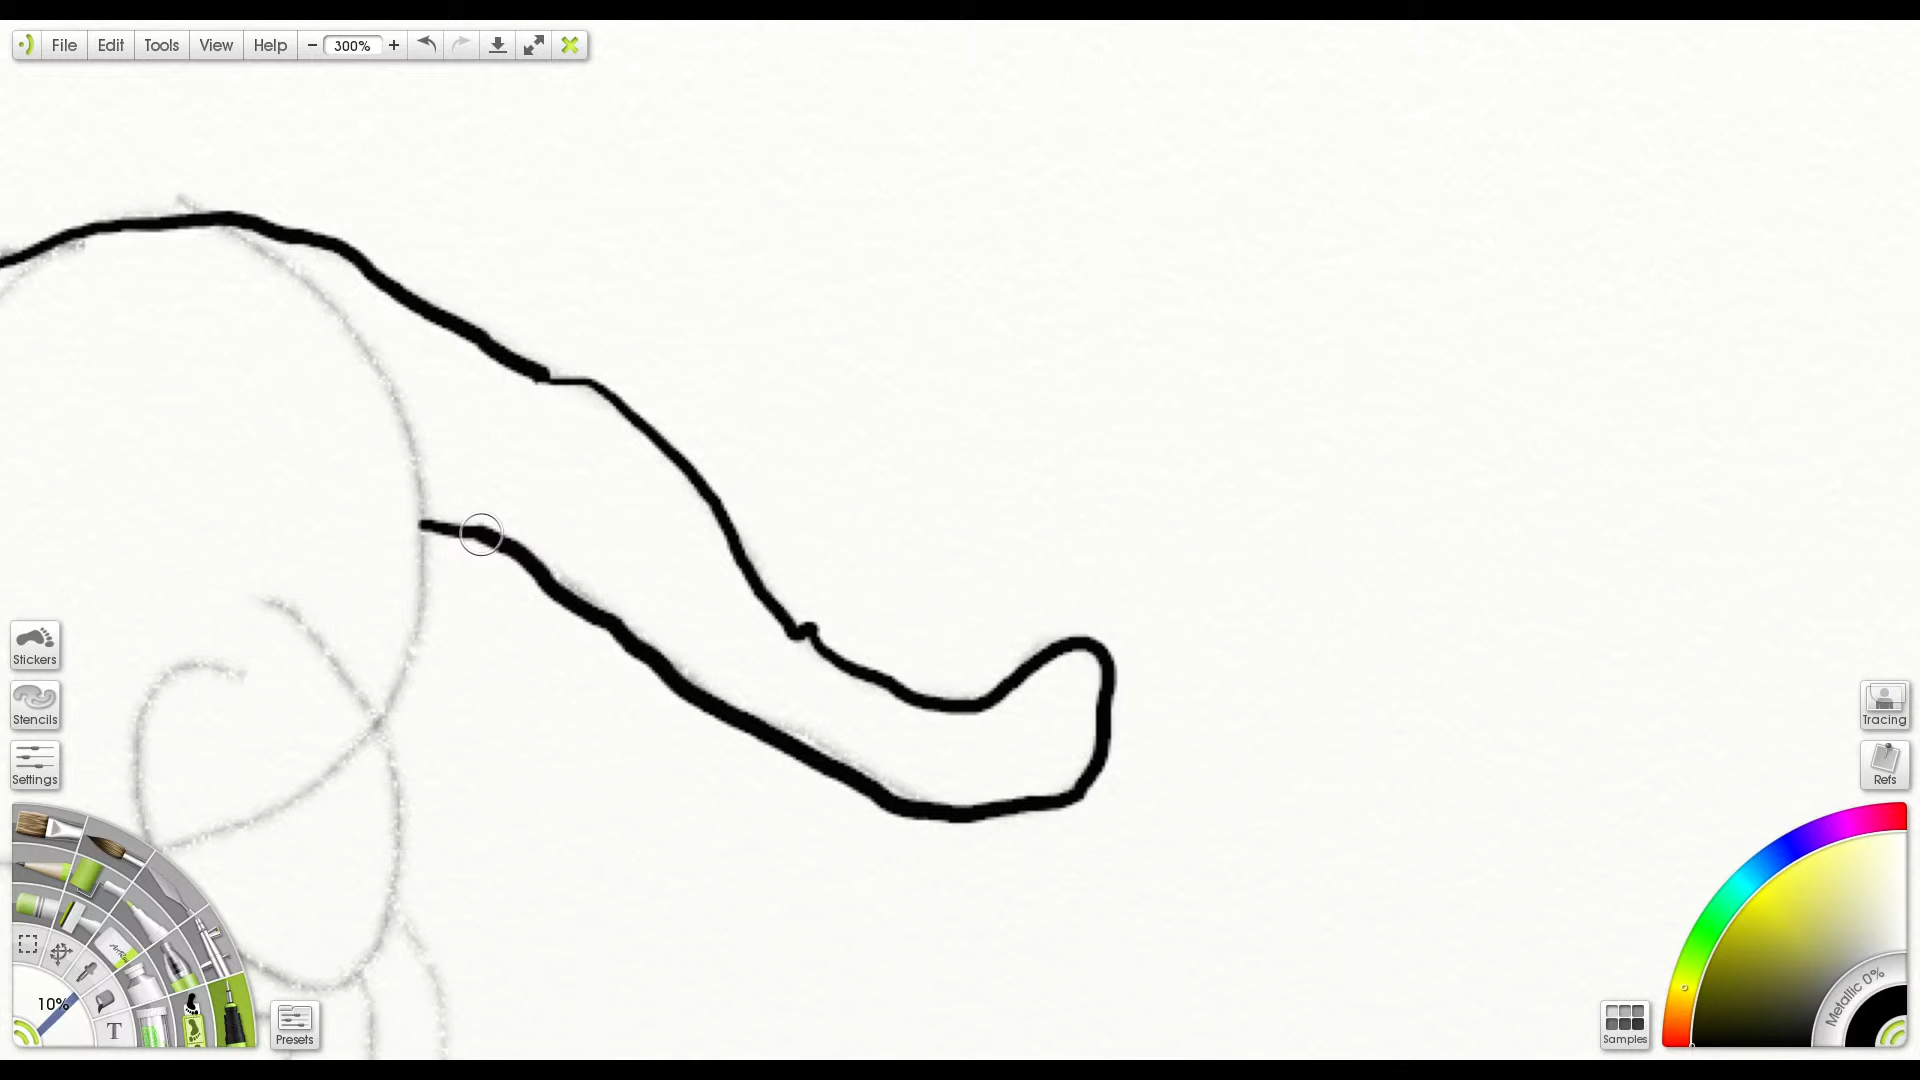 File Edit Tools View Help − 300% +
Stickers
Stencils
Settings
10%
T
Presets
Tracing
Refs
Metallic 0%
Samples